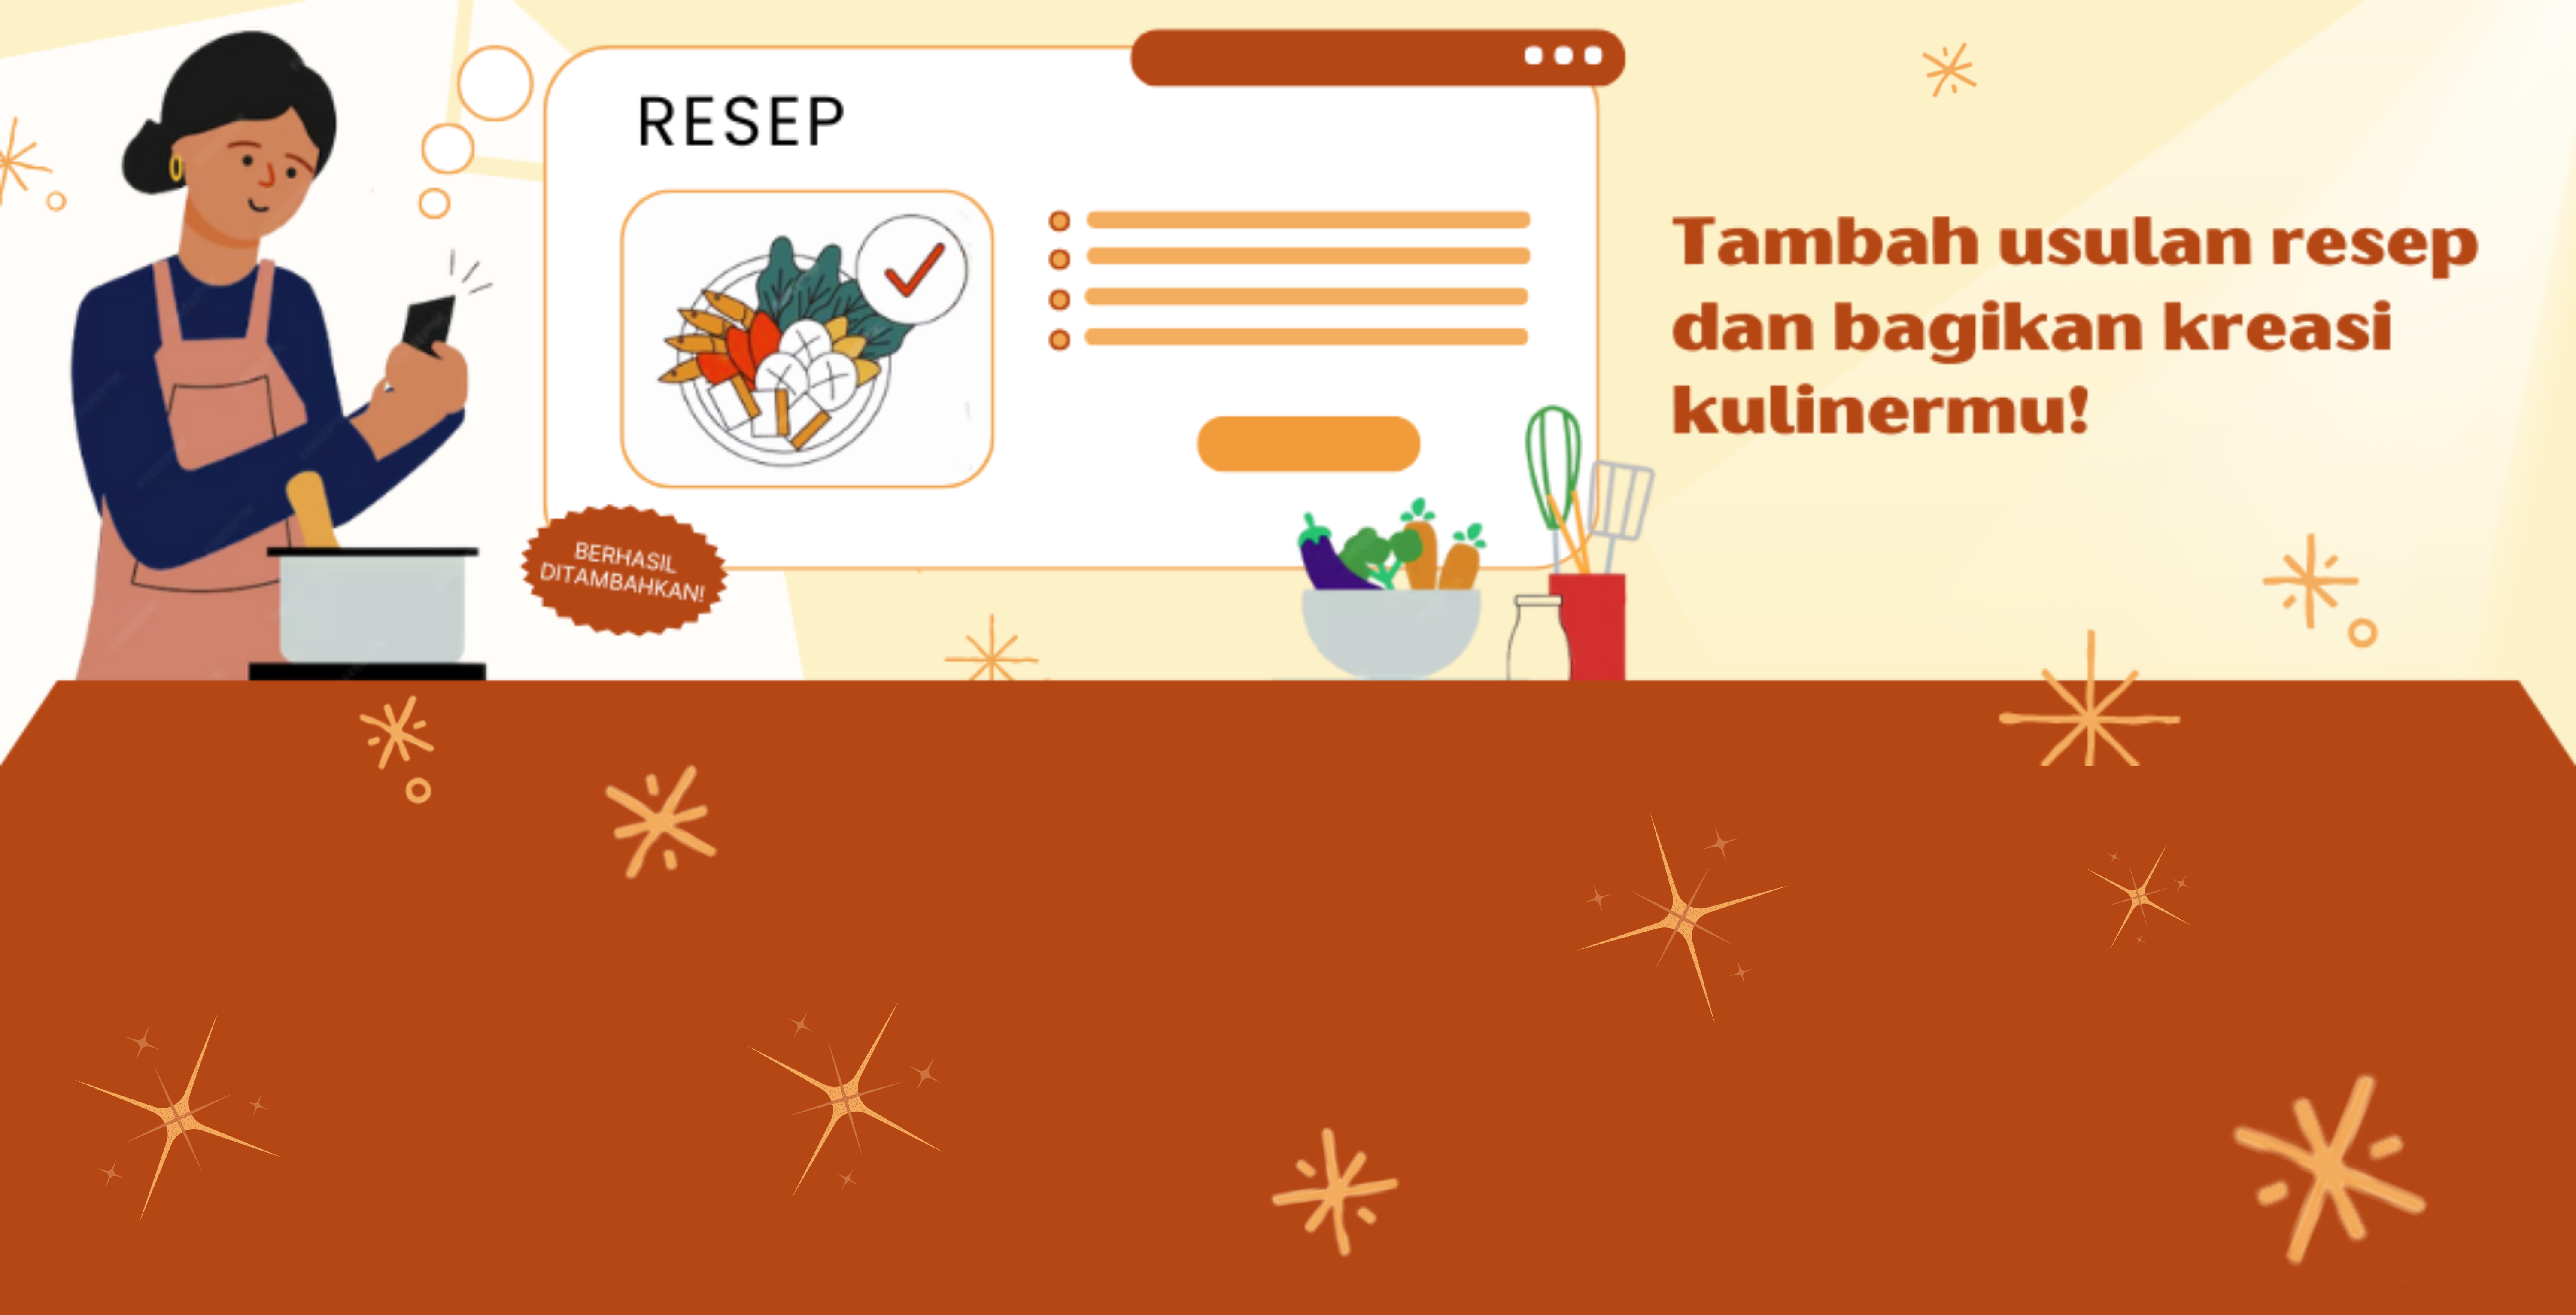 RESEP
Tambah usulan resep
dan bagikan kreasi
kulinermu!
BERHASIL
DITAMBAHKAN!